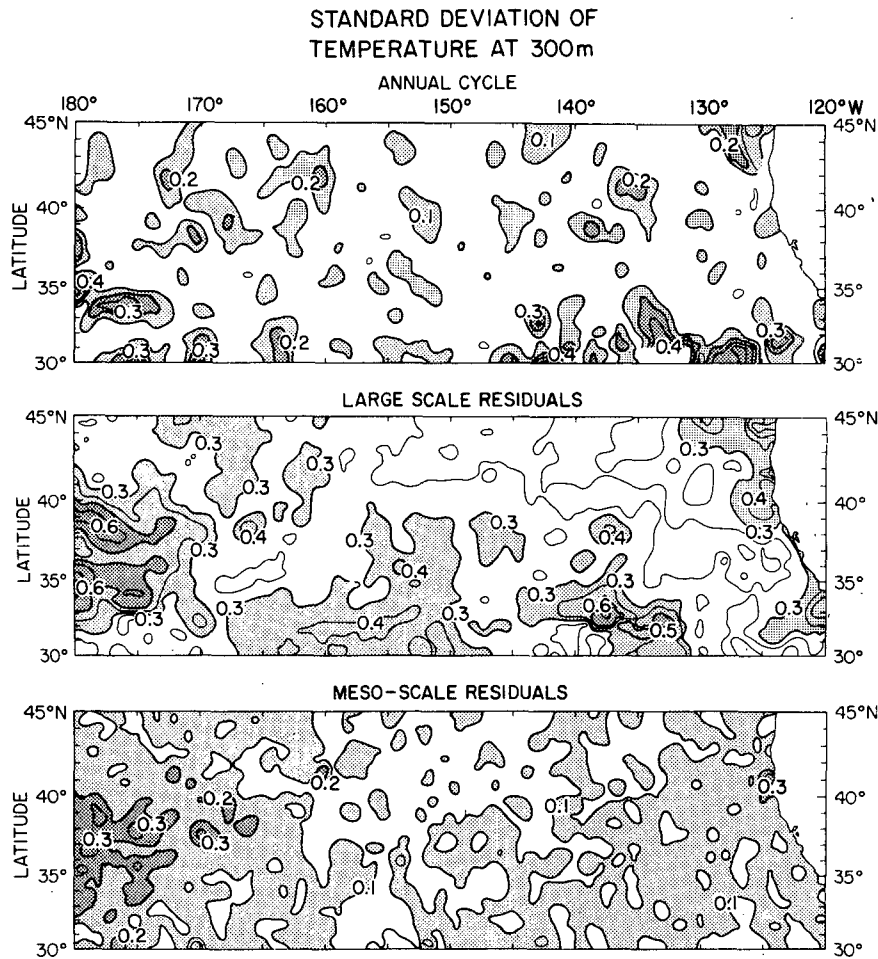 STANDARD DEVIATION OF
TEMPERATURE AT 300m
ANNUAL CYCLE
180° 170° 160° 150° 140° 130° 120°W
45°N 45°N
0.1 0.2
0.2 0.2 0.2
40° 0.1 40°
LATITUDE
0.4
35° 35°
0.3 0.3 0.3
0.3 0.3 0.2 0.4 0.4
30° 30°
LARGE SCALE RESIDUALS
45°N 45°N
0.3 0.3 0.3
0.3 0.3 0.4
40° 40°
0.6 0.4 0.3 0.3 0.4 0.3
LATITUDE
0.3
35° 0.4 0.3 35°
0.6 0.3 0.3 0.6 0.3
0.3 0.4 0.3 0.5
30° 30°
MESO-SCALE RESIDUALS
45°N 45°N
0.2 0.3
40° 0.2 0.1 40°
0.3 0.3 0.3
LATITUDE
35° 0.1 0.1 35°
0.2
30° 30°